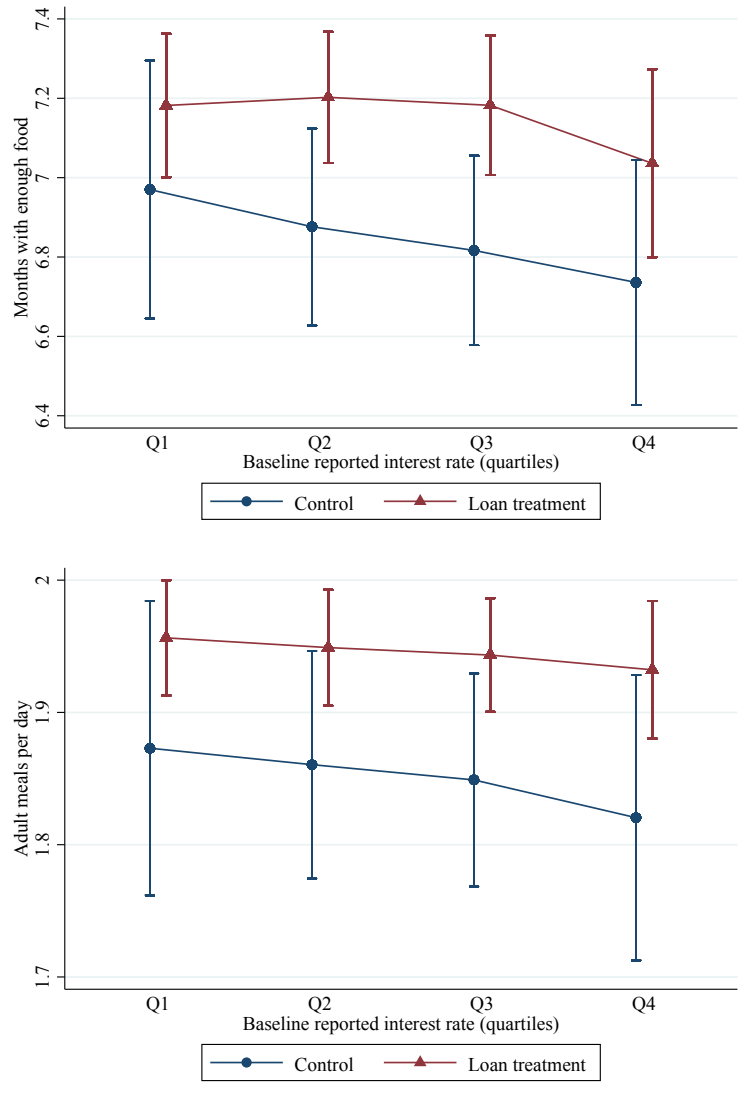 Months with enough food
7.4
7.2
7
6.8
6.6
6.4
Q1 Q2 Q3 Q4
Baseline reported interest rate (quartiles)
Control Loan treatment
Adult meals per day
2
1.9
1.8
1.7
Q1 Q2 Q3 Q4
Baseline reported interest rate (quartiles)
Control Loan treatment